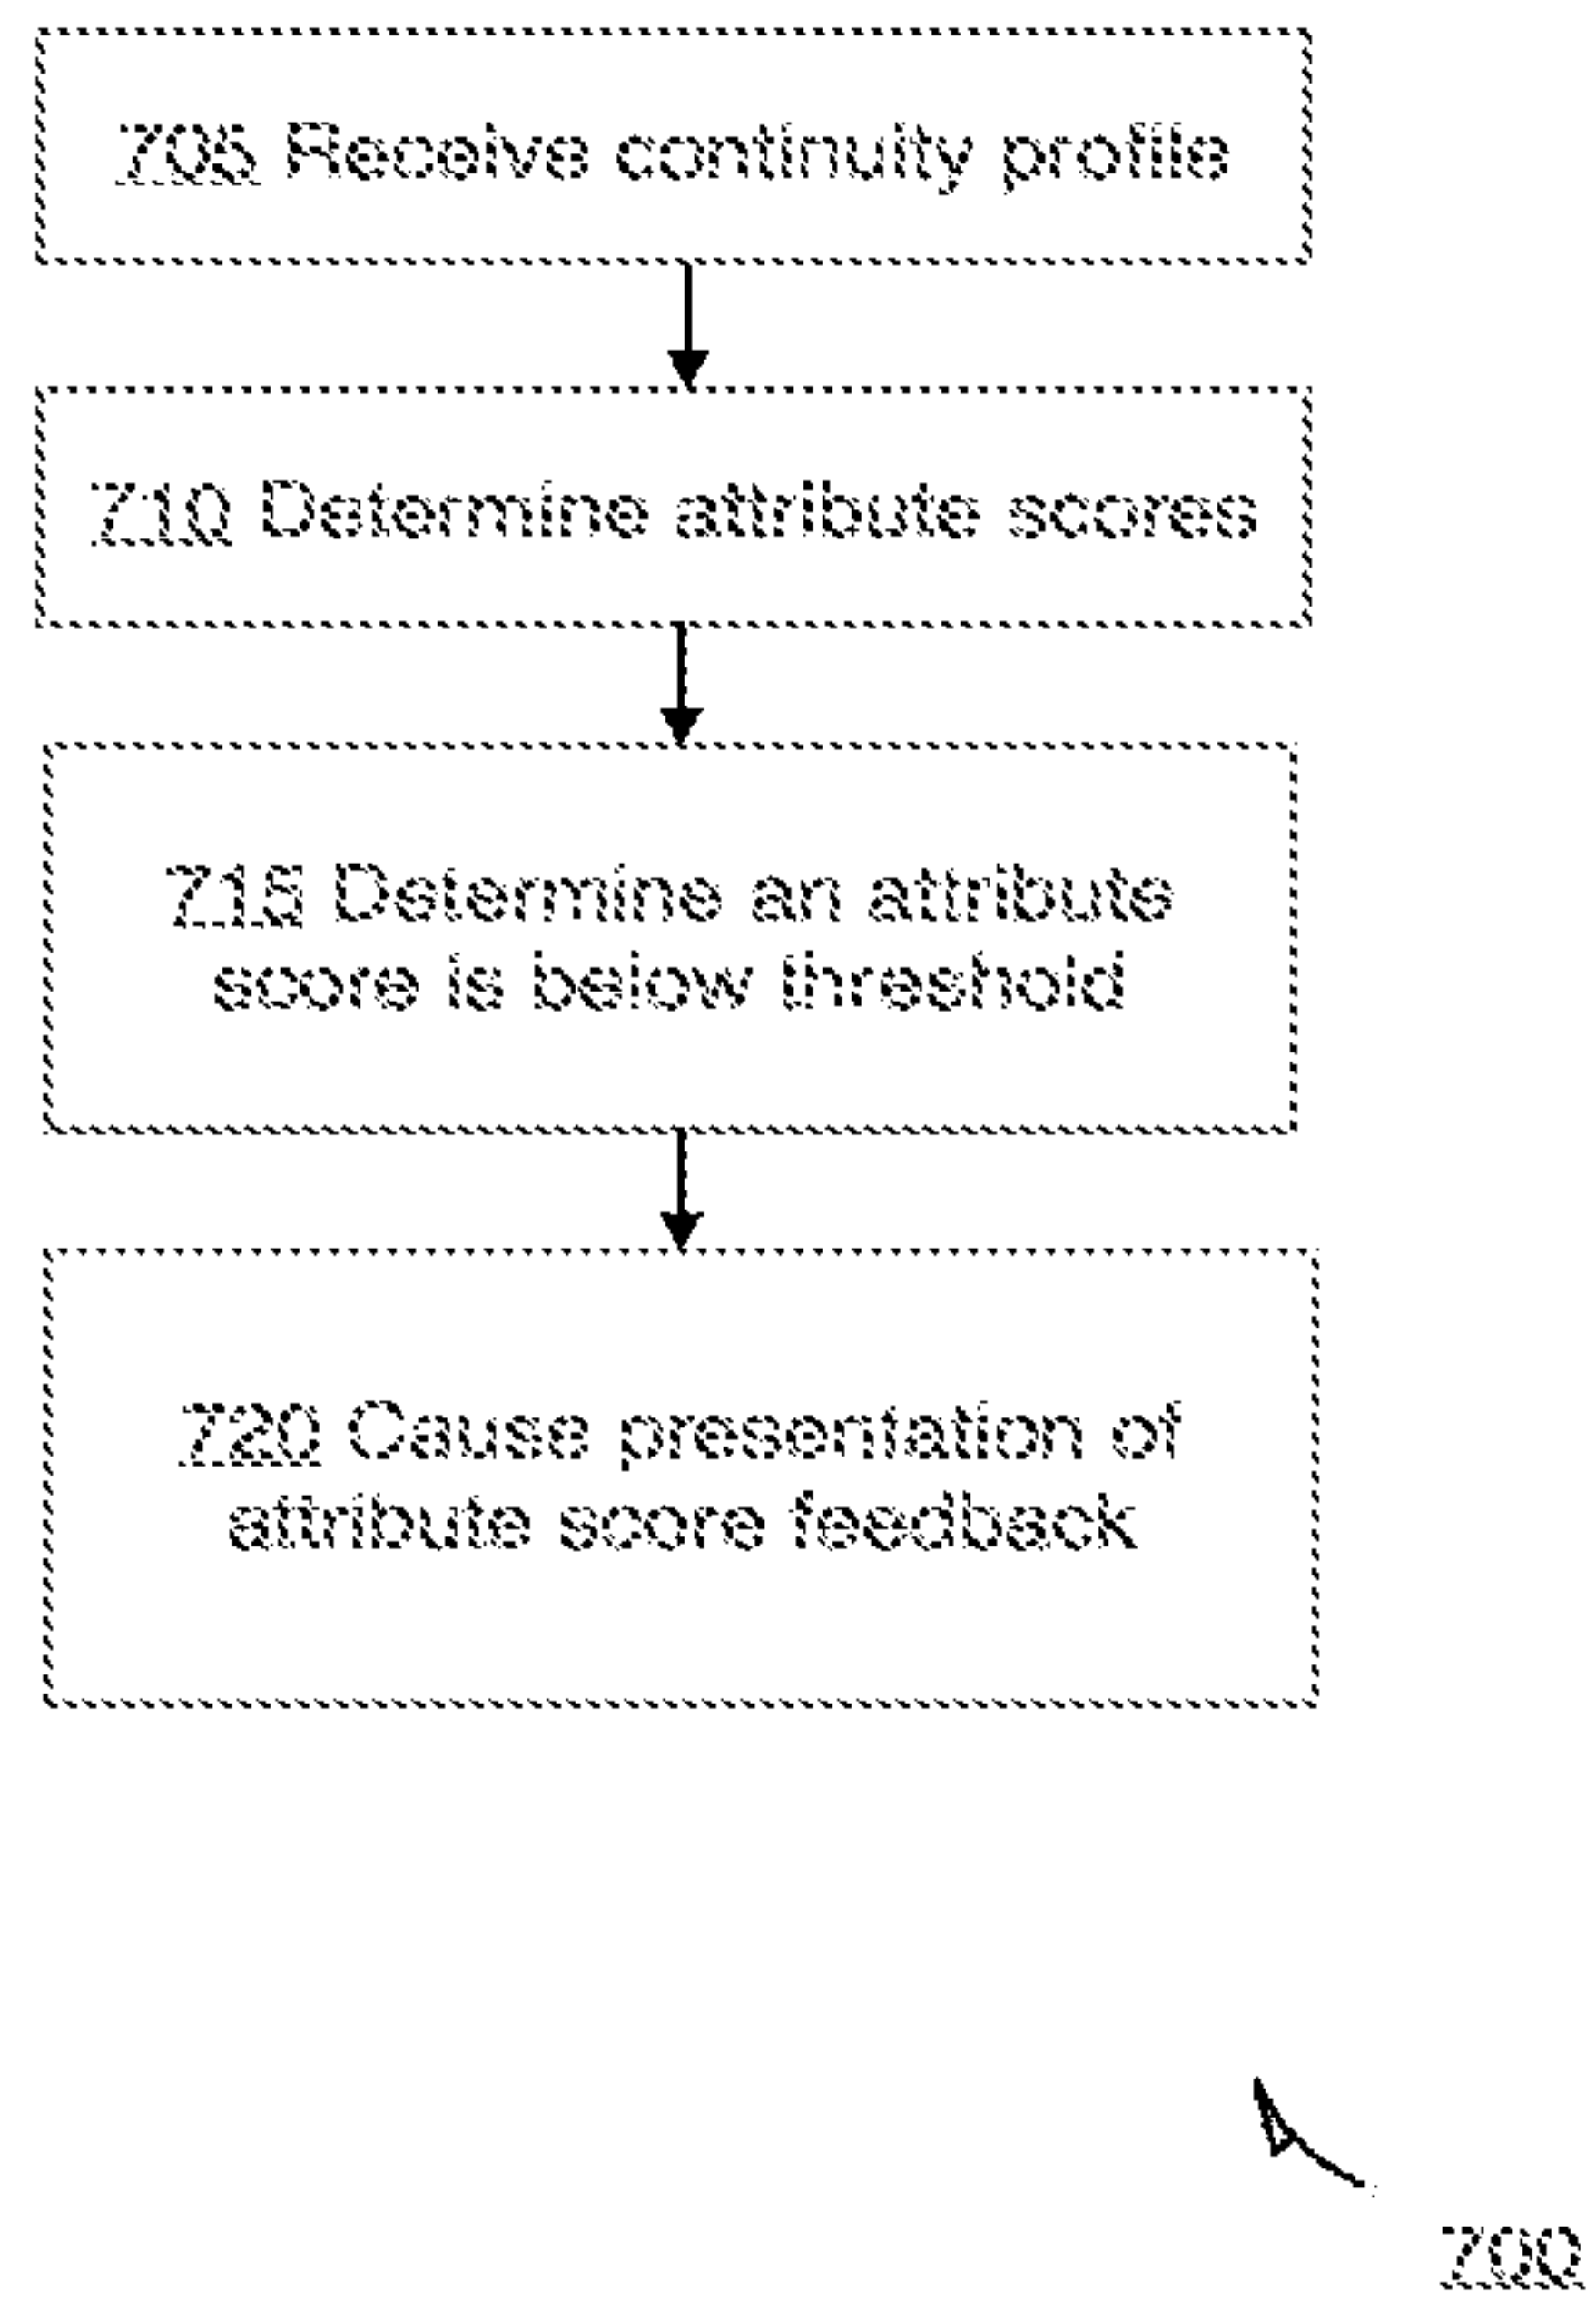 705 Receive continuity profile
710 Determine attribute scores
715 Determine an attribute
score is below threshold
720 Cause presentation of
attribute score feedback
700